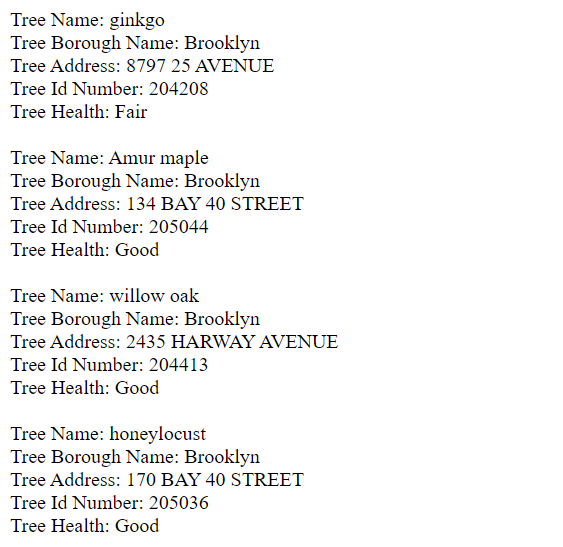 Tree Name: ginkgo
Tree Borough Name: Brooklyn
Tree Address: 8797 25 AVENUE
Tree Id Number: 204208
Tree Health: Fair
Tree Name: Amur maple
Tree Borough Name: Brooklyn
Tree Address: 134 BAY 40 STREET
Tree Id Number: 205044
Tree Health: Good
Tree Name: willow oak
Tree Borough Name: Brooklyn
Tree Address: 2435 HARWAY AVENUE
Tree Id Number: 204413
Tree Health: Good
Tree Name: honeylocust
Tree Borough Name: Brooklyn
Tree Address: 170 BAY 40 STREET
Tree Id Number: 205036
Tree Health: Good